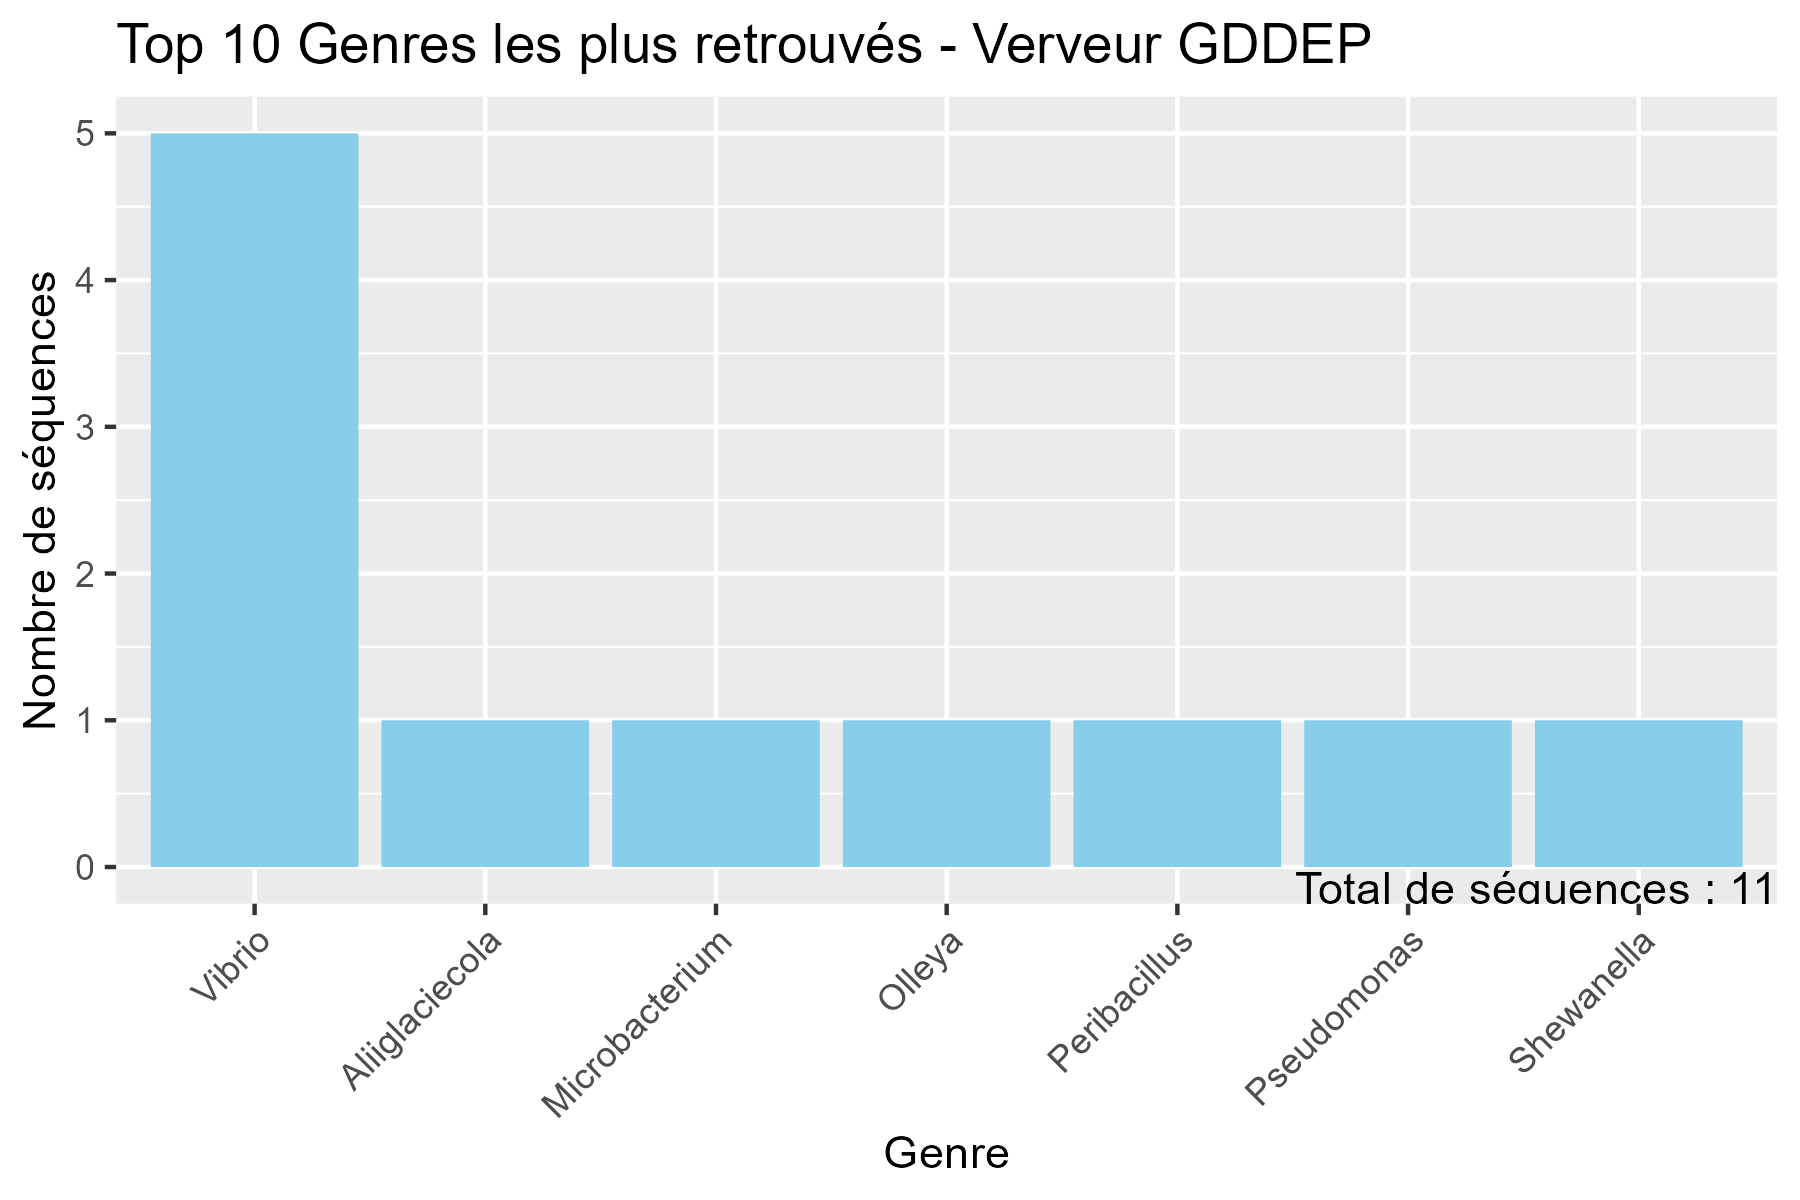 Top 10 Genres les plus retrouvés - Verveur GDDEP
Nombre de séquences
5
4
3
2
1
0
Total de séquences : 11
Vibrio
Aliiglaciecola
Microbacterium
Olleya
Peribacillus
Pseudomonas
Shewanella
Genre